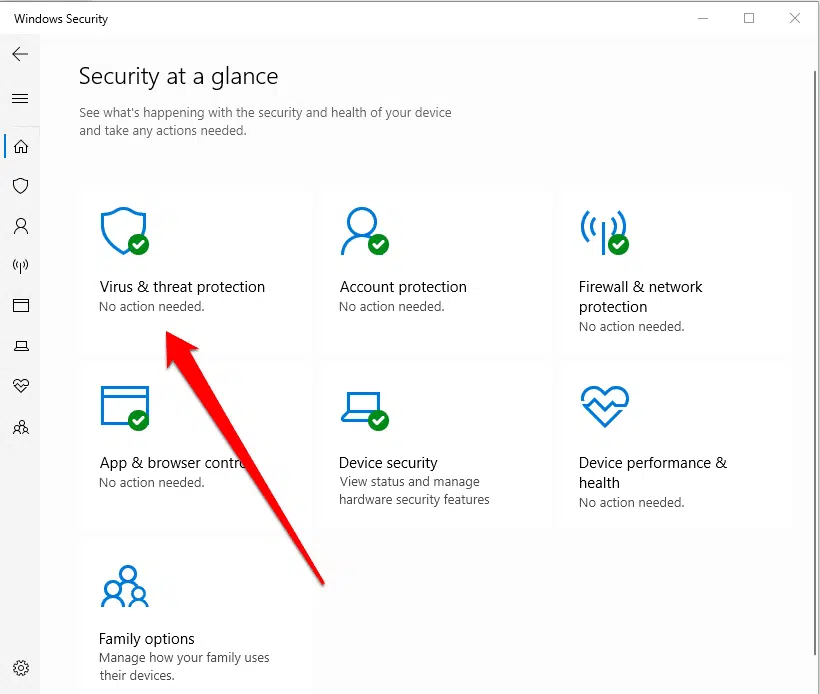 Windows Security
Security at a glance
See what's happening with the security and health of your device
and take any actions needed.
Virus & threat protection
No action needed.
Account protection
No action needed.
Firewall & network
protection
No action needed.
App & browser contro
No action needed.
Device security
View status and manage
hardware security features
Device performance &
health
No action needed.
Family options
Manage how your family uses
their devices.